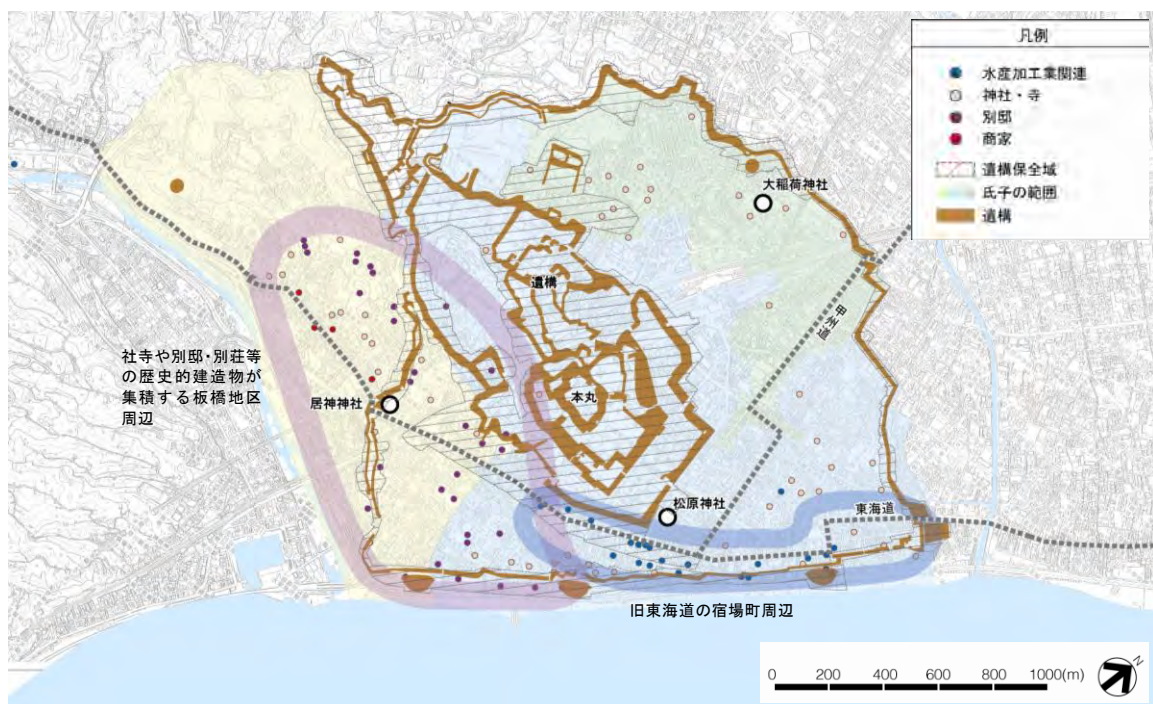 凡例
水産加工業関連
神社・寺
別邸
商家
遺構保全域
氏子の範囲
遺構
大稲荷神社
甲州道
遺構
本丸
社寺や別邸・別荘等
の歴史的建造物が
集積する板橋地区
周辺
居神神社
松原神社
東海道
旧東海道の宿場町周辺
0 200 400 600 800 1000(m)
N